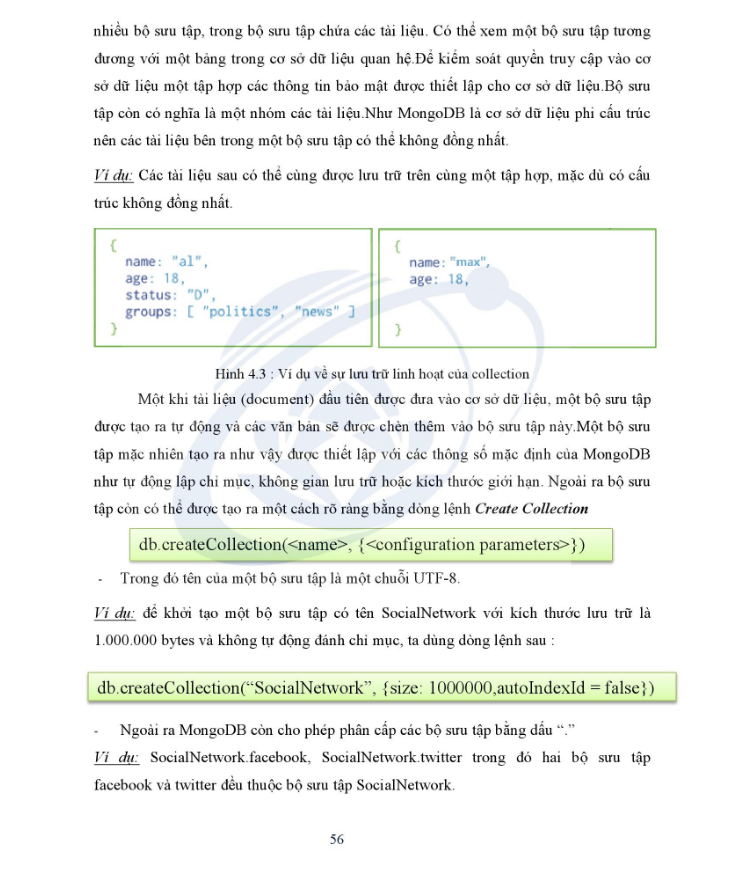 nhiều bộ sưu tập, trong bộ sưu tập chứa các tài liệu. Có thể xem một bộ sưu tập tương
đương với một bảng trong cơ sở dữ liệu quan hệ.Để kiểm soát quyền truy cập vào cơ
sở dữ liệu một tập hợp các thông tin bảo mật được thiết lập cho cơ sở dữ liệu.Bộ sưu
tập còn có nghĩa là một nhóm các tài liệu.Như MongoDB là cơ sở dữ liệu phi cấu trúc
nên các tài liệu bên trong một bộ sưu tập có thể không đồng nhất.
Ví dụ: Các tài liệu sau có thể cùng được lưu trữ trên cùng một tập hợp, mặc dù có cấu
trúc không đồng nhất.
{
name: "al",
age: 18,
status: "D",
groups: [ "politics", "news" ]
}
{
name: "max",
age: 18,
}
Hình 4.3 : Ví dụ về sự lưu trữ linh hoạt của collection
Một khi tài liệu (document) đầu tiên được đưa vào cơ sở dữ liệu, một bộ sưu tập
được tạo ra tự động và các văn bản sẽ được chèn thêm vào bộ sưu tập này.Một bộ sưu
tập mặc nhiên tạo ra như vậy được thiết lập với các thông số mặc định của MongoDB
như tự động lập chỉ mục, không gian lưu trữ hoặc kích thước giới hạn. Ngoài ra bộ sưu
tập còn có thể được tạo ra một cách rõ ràng bằng dòng lệnh Create Collection
db.createCollection(<name>, {<configuration parameters>})
- Trong đó tên của một bộ sưu tập là một chuỗi UTF-8.
Ví dụ: để khởi tạo một bộ sưu tập có tên SocialNetwork với kích thước lưu trữ là
1.000.000 bytes và không tự động đánh chỉ mục, ta dùng dòng lệnh sau :
db.createCollection(“SocialNetwork”, {size: 1000000,autoIndexId = false})
- Ngoài ra MongoDB còn cho phép phân cấp các bộ sưu tập bằng dấu “.”
Ví dụ: SocialNetwork.facebook, SocialNetwork.twitter trong đó hai bộ sưu tập
facebook và twitter đều thuộc bộ sưu tập SocialNetwork.
56